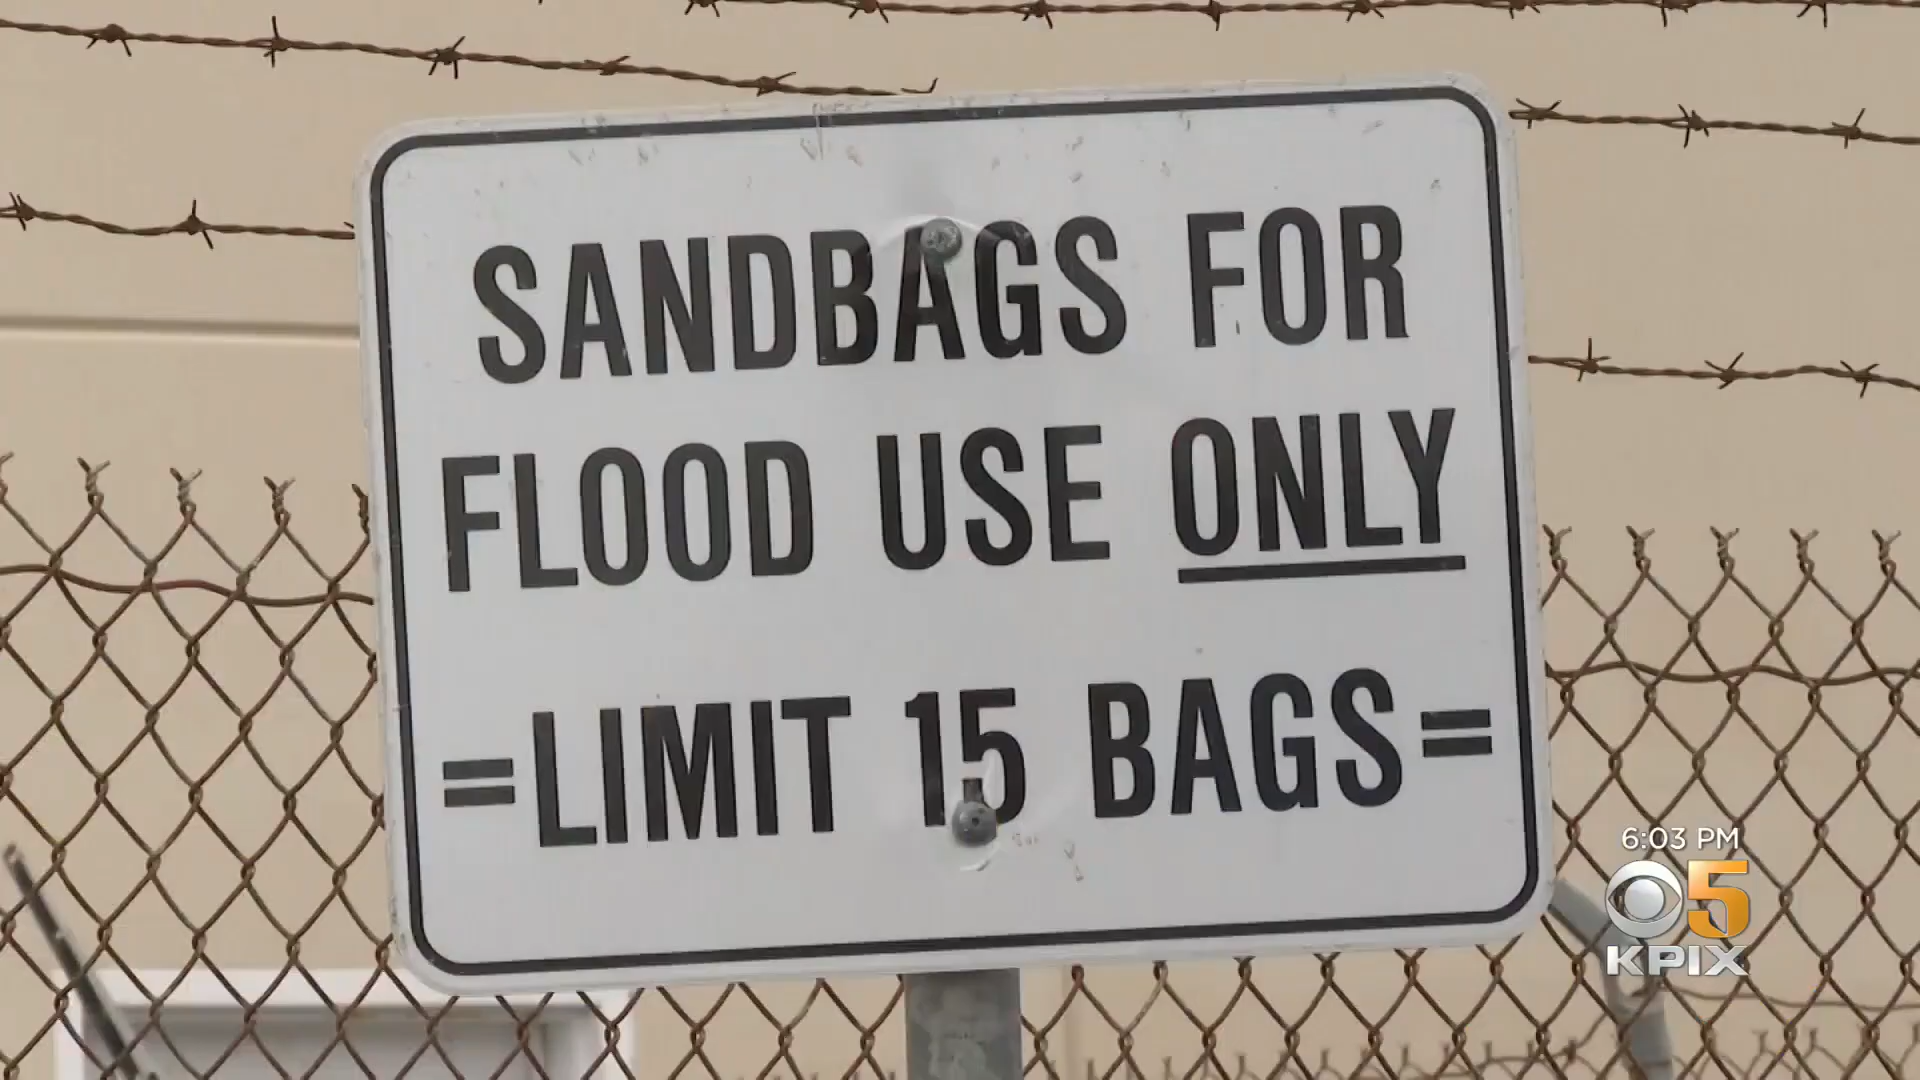 SANDBAGS FOR
FLOOD USE ONLY
=LIMIT 15 BAGS=
6:03 PM
5
KPIX